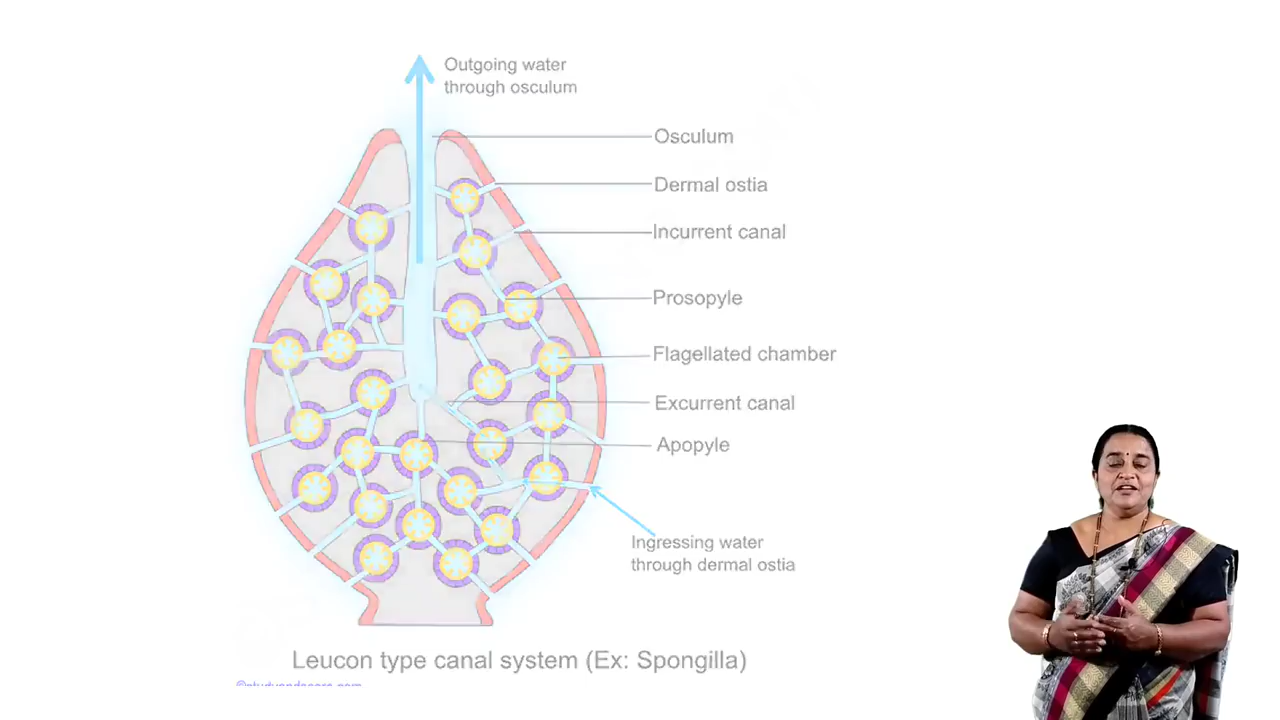 Outgoing water
through osculum
Osculum
Dermal ostia
Incurrent canal
Prosopyle
Flagellated chamber
Excurrent canal
Apopyle
Ingressing water
through dermal ostia
Leucon type canal system (Ex: Spongilla)